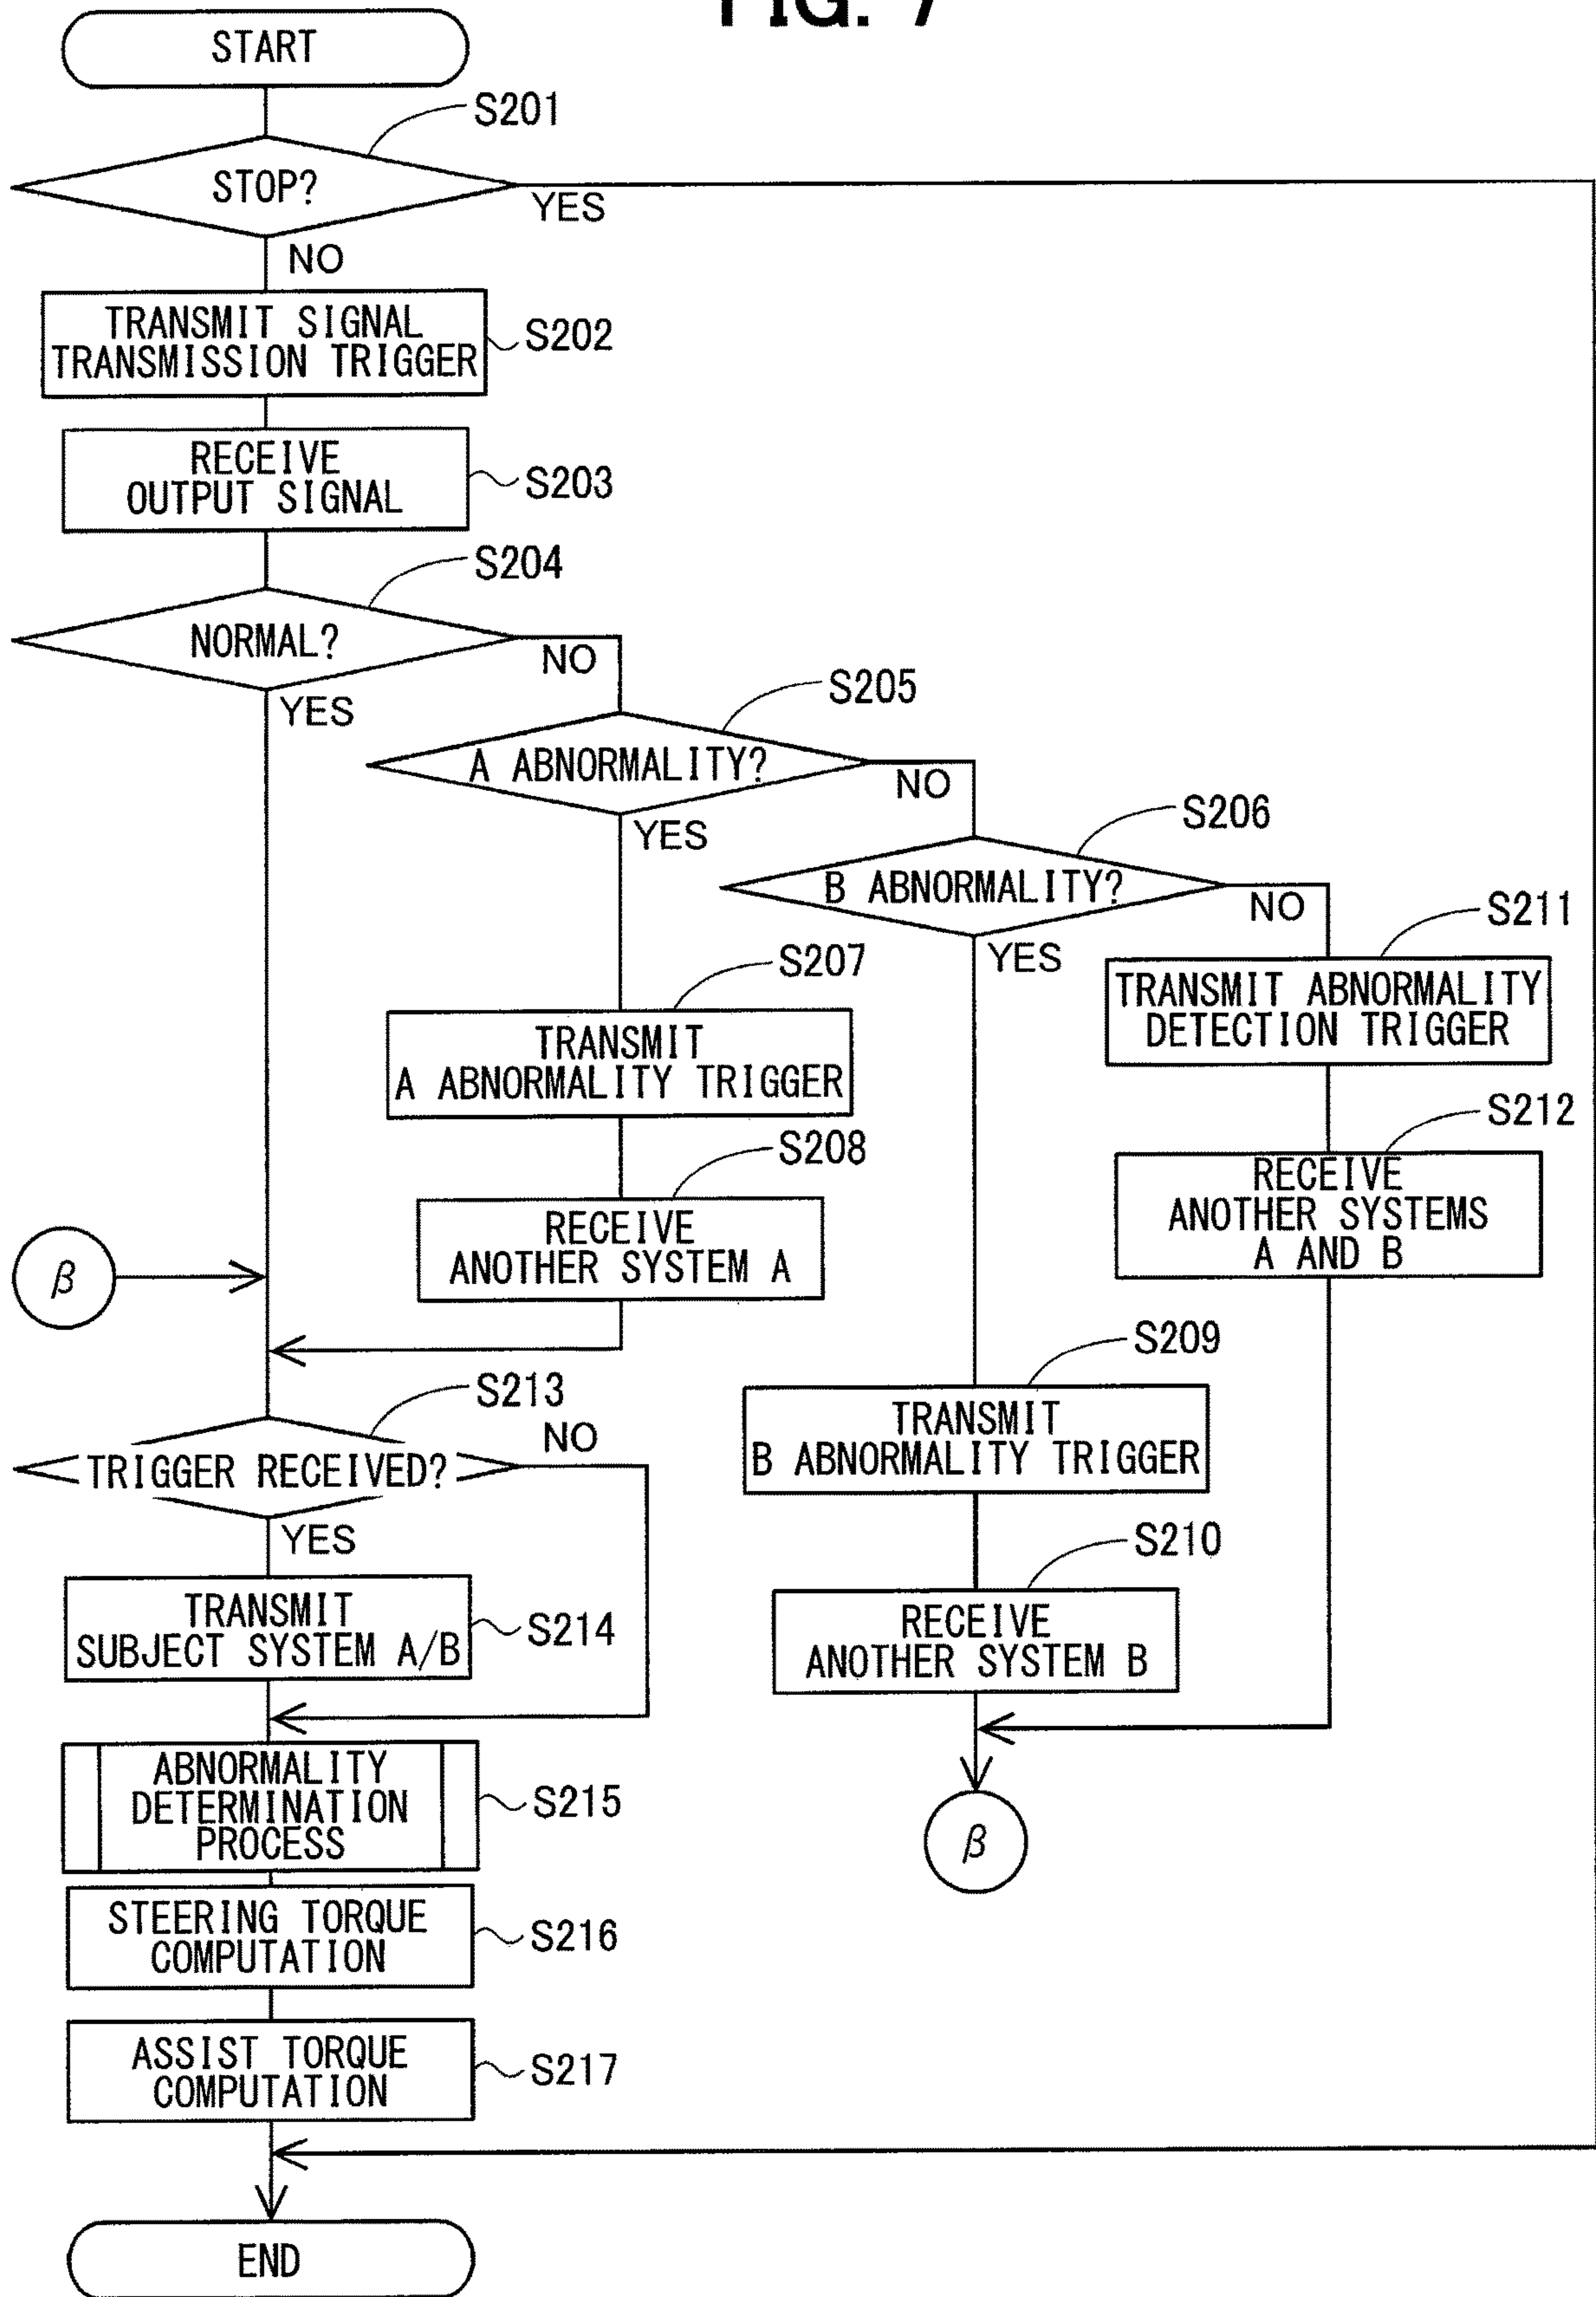 FIG. 7
START
S201
STOP?
YES
NO
TRANSMIT SIGNAL
TRANSMISSION TRIGGER
S202
RECEIVE
OUTPUT SIGNAL
S203
S204
NORMAL?
NO
YES
S205
A ABNORMALITY?
NO
YES
S206
B ABNORMALITY?
NO
YES
S211
TRANSMIT ABNORMALITY
DETECTION TRIGGER
S207
TRANSMIT
A ABNORMALITY TRIGGER
S212
RECEIVE
ANOTHER SYSTEMS
A AND B
S208
RECEIVE
ANOTHER SYSTEM A
β
S209
TRANSMIT
B ABNORMALITY TRIGGER
S213
TRIGGER RECEIVED?
NO
YES
S210
RECEIVE
ANOTHER SYSTEM B
TRANSMIT
SUBJECT SYSTEM A/B
S214
β
ABNORMALITY
DETERMINATION
PROCESS
S215
STEERING TORQUE
COMPUTATION
S216
ASSIST TORQUE
COMPUTATION
S217
END